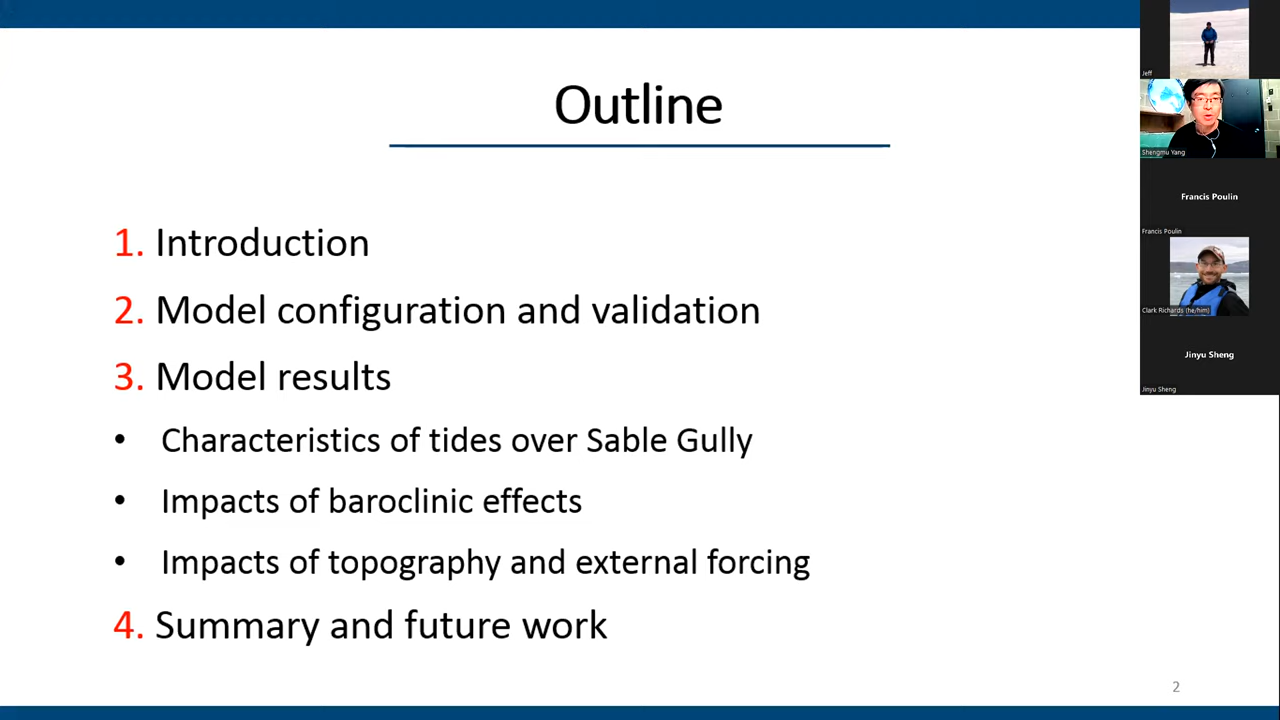 Outline
1. Introduction
2. Model configuration and validation
3. Model results
• Characteristics of tides over Sable Gully
• Impacts of baroclinic effects
• Impacts of topography and external forcing
4. Summary and future work
2
Jeff
Shengmu Yang
Francis Poulin
Francis Poulin
Clark Richards (he/him)
Jinyu Sheng
Jinyu Sheng